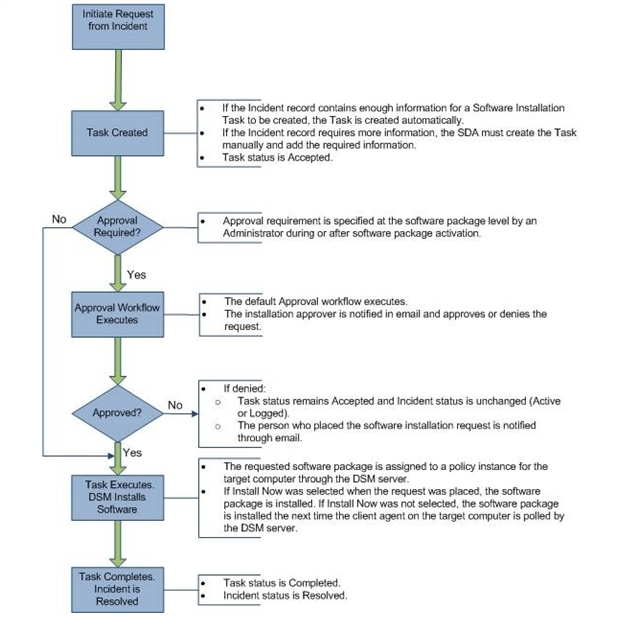 Initiate Request
from Incident
Task Created
• If the Incident record contains enough information for a Software Installation
Task to be created, the Task is created automatically.
• If the Incident record requires more information, the SDA must create the Task
manually and add the required information.
• Task status is Accepted.
Approval
Required?
No
• Approval requirement is specified at the software package level by an
Administrator during or after software package activation.
Yes
Approval Workflow
Executes
• The default Approval workflow executes.
• The installation approver is notified in email and approves or denies the
request.
Approved?
No
• If denied:
o Task status remains Accepted and Incident status is unchanged (Active
or Logged).
o The person who placed the software installation request is notified
through email.
Yes
Task Executes.
DSM Installs
Software
• The requested software package is assigned to a policy instance for the
target computer through the DSM server.
• If Install Now was selected when the request was placed, the software
package is installed. If Install Now was not selected, the software package
is installed the next time the client agent on the target computer is polled by
the DSM server.
Task Completes.
Incident is
Resolved
• Task status is Completed.
• Incident status is Resolved.